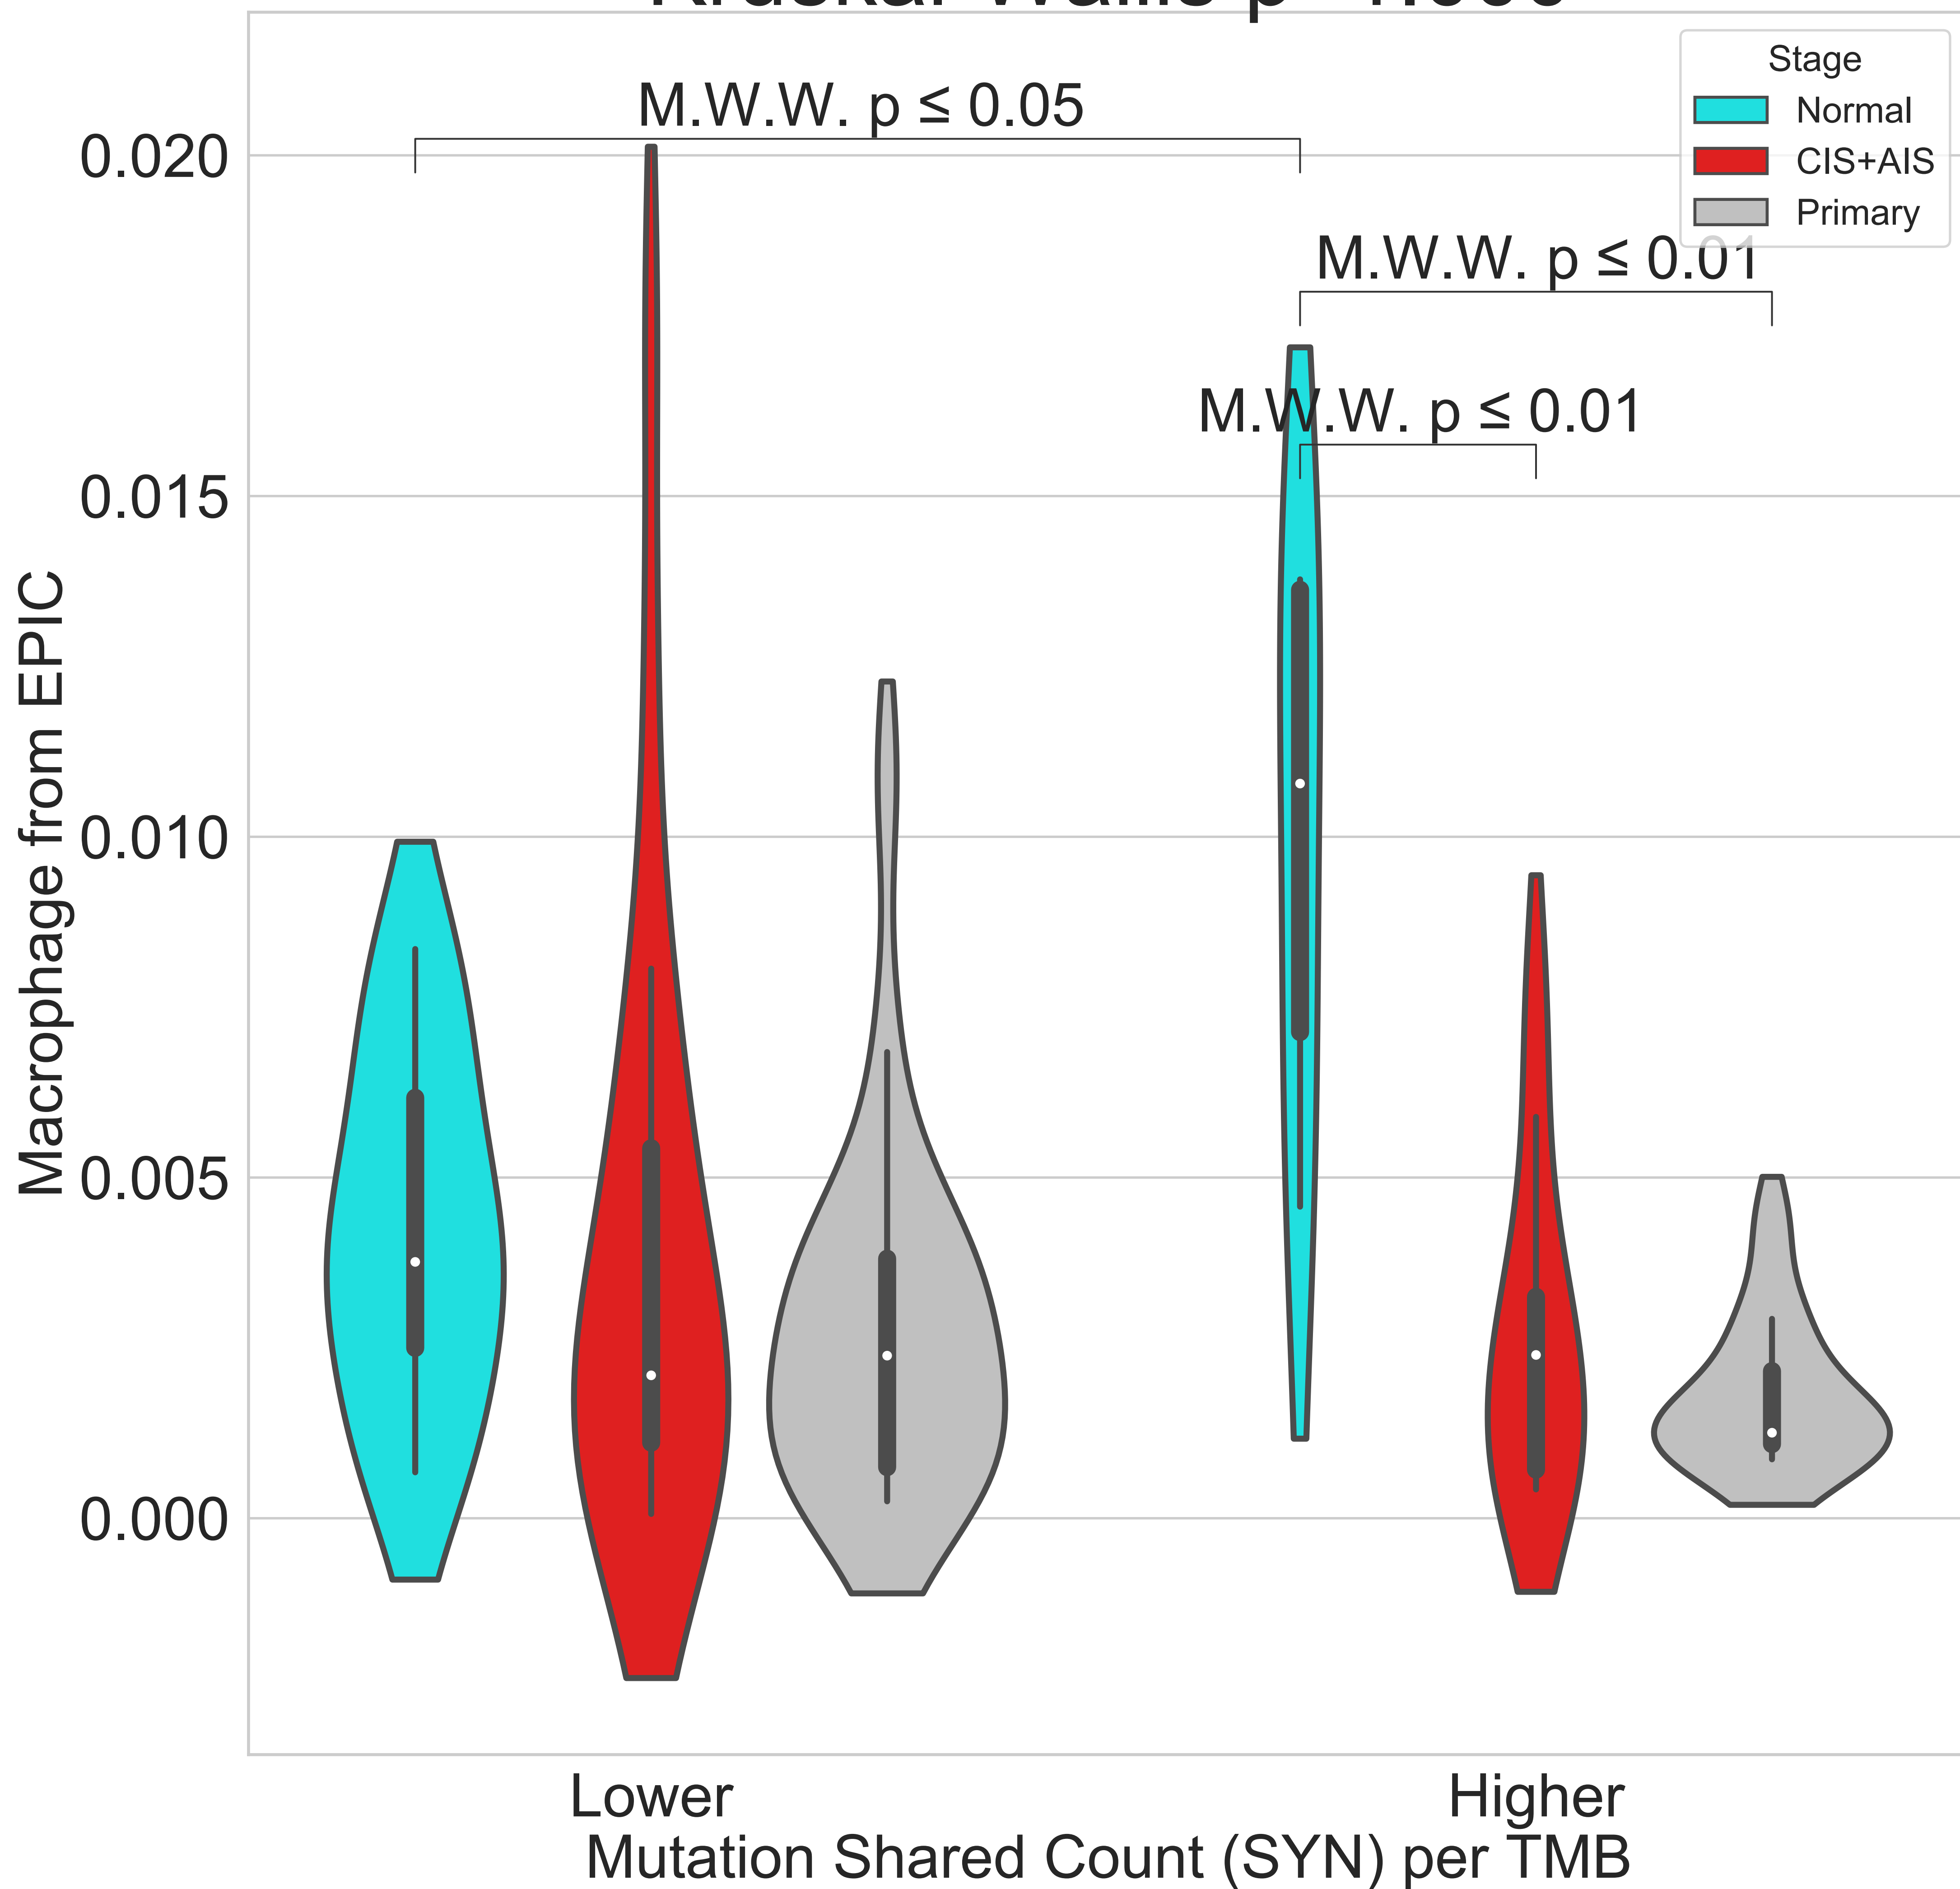 Stage
Normal
CIS+AIS
Primary
M.W.W. p ≤ 0.05
M.W.W. p ≤ 0.01
M.W.W. p ≤ 0.01
0.020
0.015
0.010
0.005
0.000
Macrophage from EPIC
Lower
Higher
Mutation Shared Count (SYN) per TMB